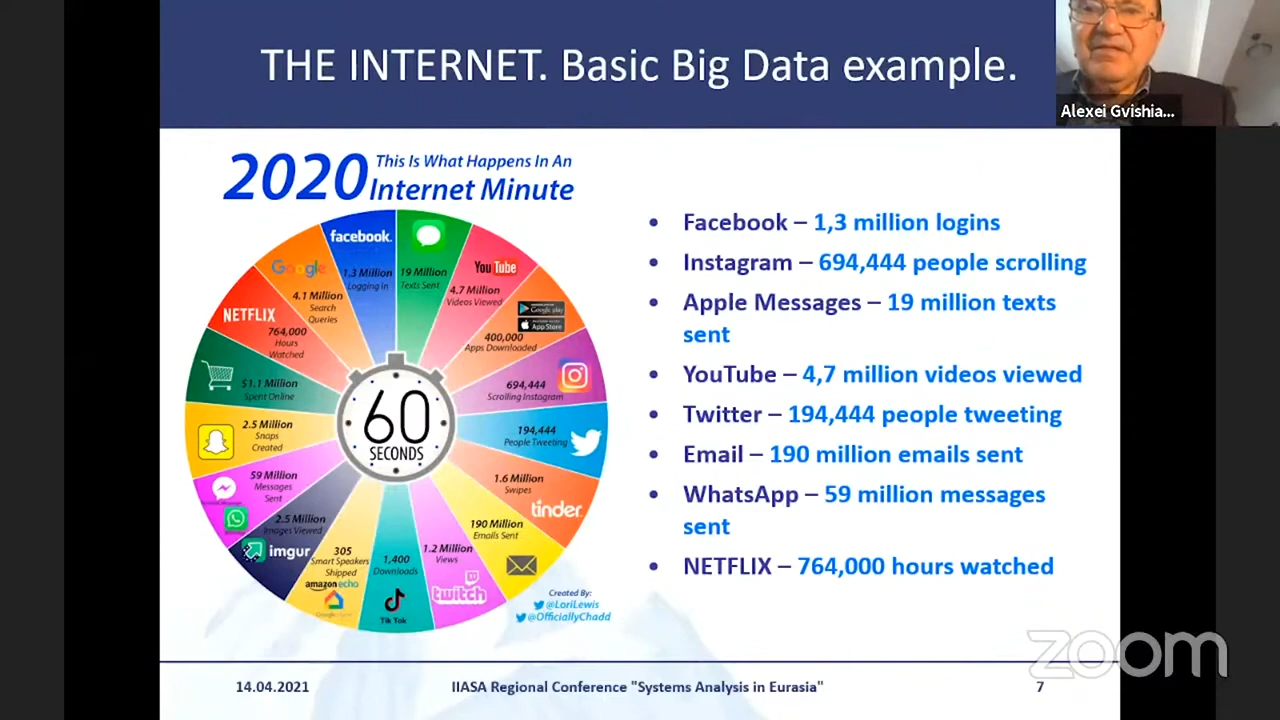 THE INTERNET. Basic Big Data example.
Alexei Gvishia...
2020 This Is What Happens In An
Internet Minute
facebook.
1.3 Million
Logging In
19 Million
Texts Sent
YouTube
4.7 Million
Videos Viewed
Google play
App Store
400,000
Apps Downloaded
694,444
Scrolling Instagram
194,444
People Tweeting
1.6 Million
Swipes
tinder
190 Million
Emails Sent
1.2 Million
Views
twitch
1,400
Downloads
Tik Tok
305
Smart Speakers
Shipped
amazon echo
2.5 Million
Images Viewed
imgur
59 Million
Messages
Sent
2.5 Million
Snaps
Created
$1.1 Million
Spent Online
NETFLIX
764,000
Hours
Watched
Google
4.1 Million
Search
Queries
60
SECONDS
Created By:
@LoriLewis
@OfficiallyChadd
• Facebook – 1,3 million logins
• Instagram – 694,444 people scrolling
• Apple Messages – 19 million texts
sent
• YouTube – 4,7 million videos viewed
• Twitter – 194,444 people tweeting
• Email – 190 million emails sent
• WhatsApp – 59 million messages
sent
• NETFLIX – 764,000 hours watched
zoom
14.04.2021
IIASA Regional Conference "Systems Analysis in Eurasia"
7